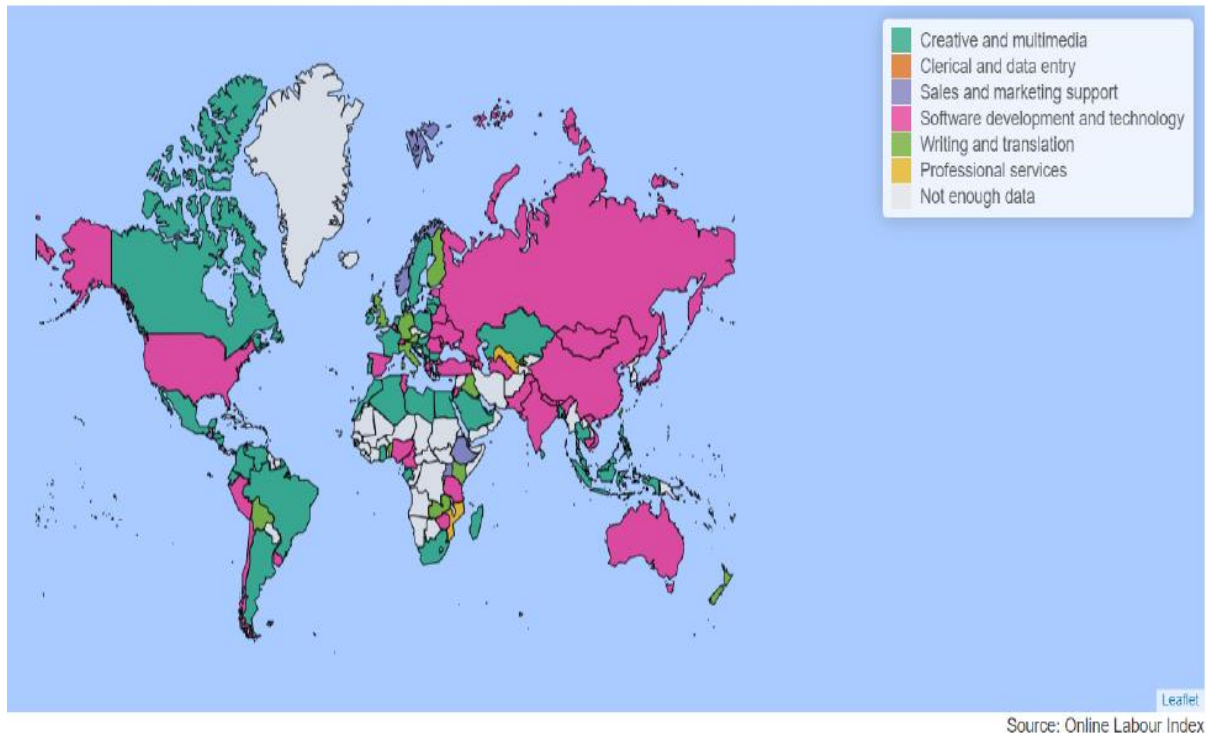 Creative and multimedia
Clerical and data entry
Sales and marketing support
Software development and technology
Writing and translation
Professional services
Not enough data
Leaflet
Source: Online Labour Index